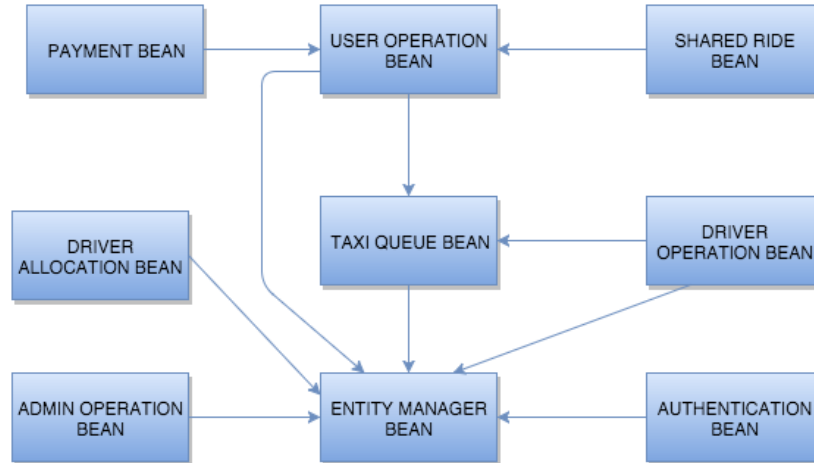 PAYMENT BEAN
USER OPERATION
BEAN
SHARED RIDE
BEAN
DRIVER
ALLOCATION BEAN
TAXI QUEUE BEAN
DRIVER
OPERATION BEAN
ADMIN OPERATION
BEAN
ENTITY MANAGER
BEAN
AUTHENTICATION
BEAN